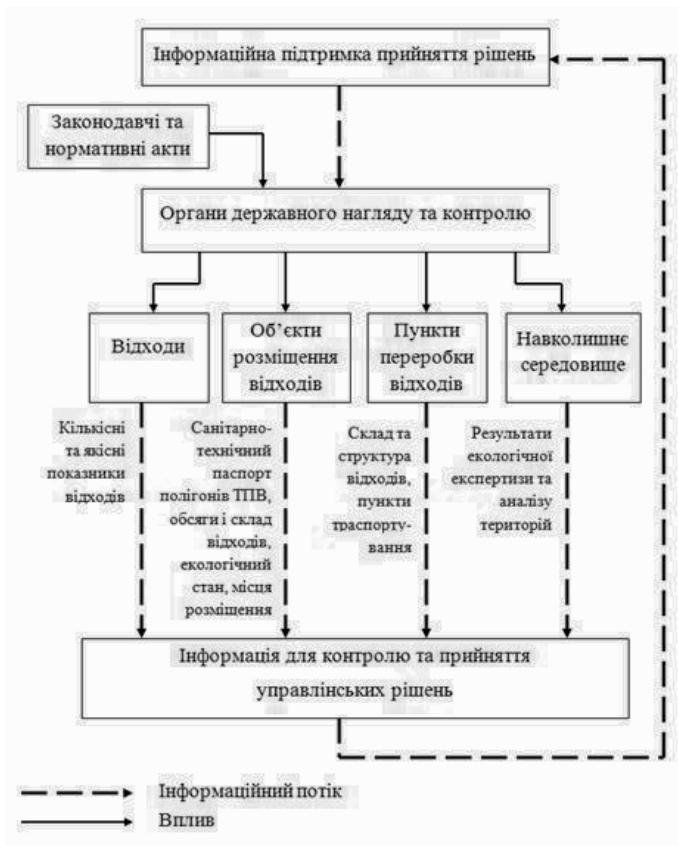 Інформаційна підтримка прийняття рішень
Законодавчі та
нормативні акти
Органи державного нагляду та контролю
Відходи
Об’єкти
розміщення
відходів
Пункти
переробки
відходів
Навколишнє
середовище
Кількісні
та якісні
показники
відходів
Санітарно-
технічний
паспорт
полігонів ТПВ,
обсяги і склад
відходів,
екологічний
стан, місця
розміщення
Склад та
структура
відходів,
пункти
траспорту-
вання
Результати
екологічної
експертизи та
аналізу
територій
Інформація для контролю та прийняття
управлінських рішень
Інформаційний потік
Вплив